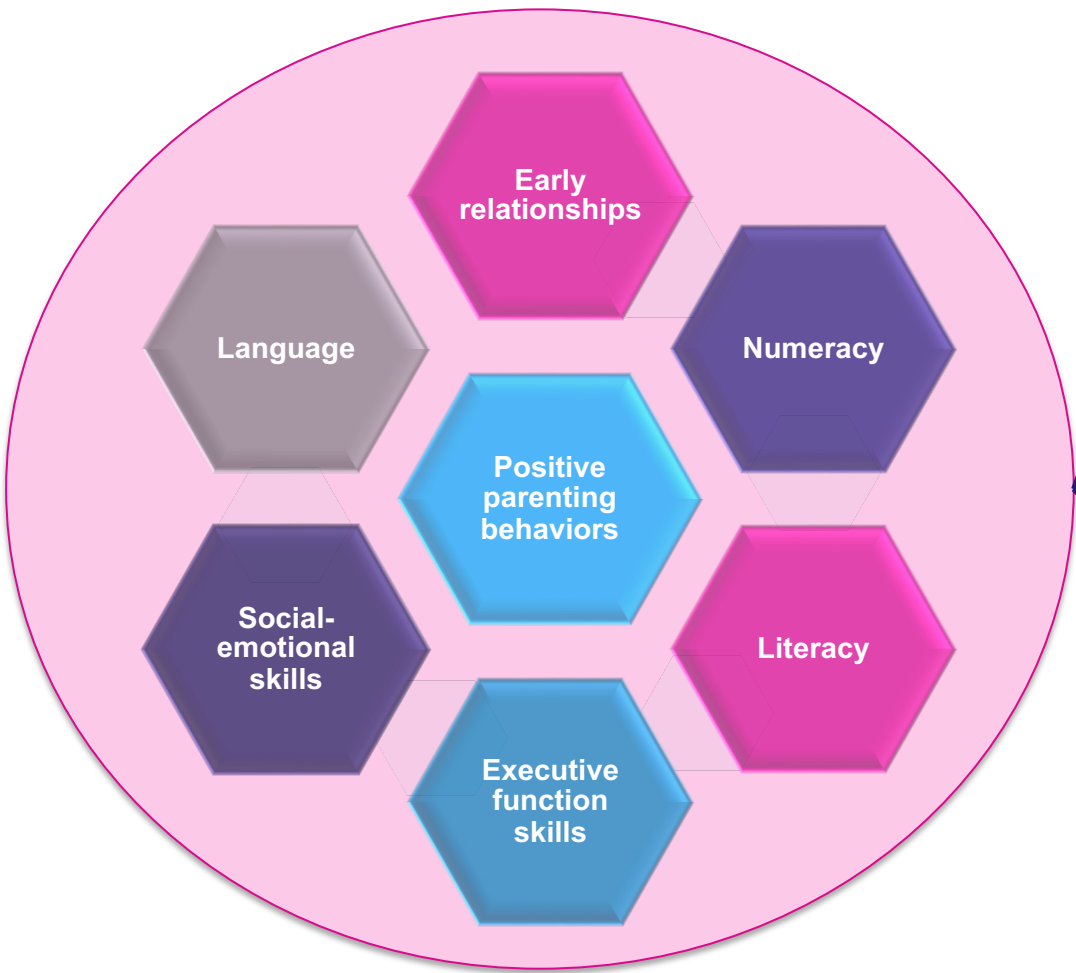 Early
relationships
Language
Numeracy
Positive
parenting
behaviors
Social-
emotional
skills
Literacy
Executive
function
skills